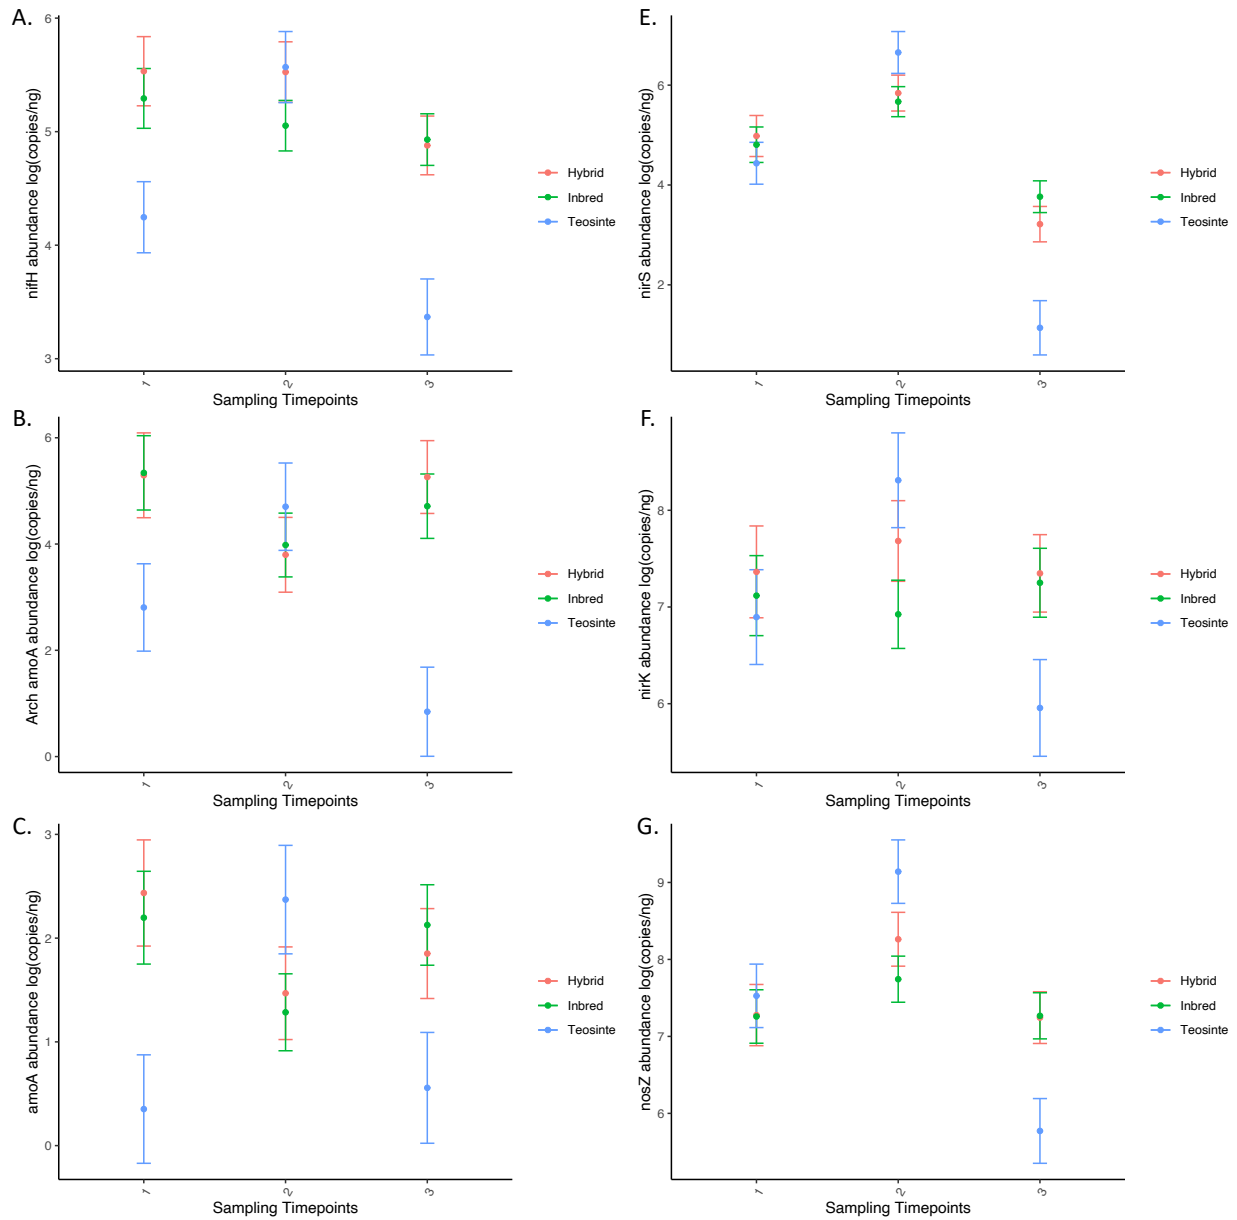 A.
nifH abundance log(copies/ng)
6
5
4
3
1
2
3
Sampling Timepoints
Hybrid
Inbred
Teosinte
B.
Arch amoA abundance log(copies/ng)
6
4
2
0
1
2
3
Sampling Timepoints
Hybrid
Inbred
Teosinte
C.
amoA abundance log(copies/ng)
3
2
1
0
1
2
3
Sampling Timepoints
Hybrid
Inbred
Teosinte
E.
nirS abundance log(copies/ng)
6
4
2
1
2
3
Sampling Timepoints
Hybrid
Inbred
Teosinte
F.
nirK abundance log(copies/ng)
8
7
6
1
2
3
Sampling Timepoints
Hybrid
Inbred
Teosinte
G.
nosZ abundance log(copies/ng)
9
8
7
6
1
2
3
Sampling Timepoints
Hybrid
Inbred
Teosinte